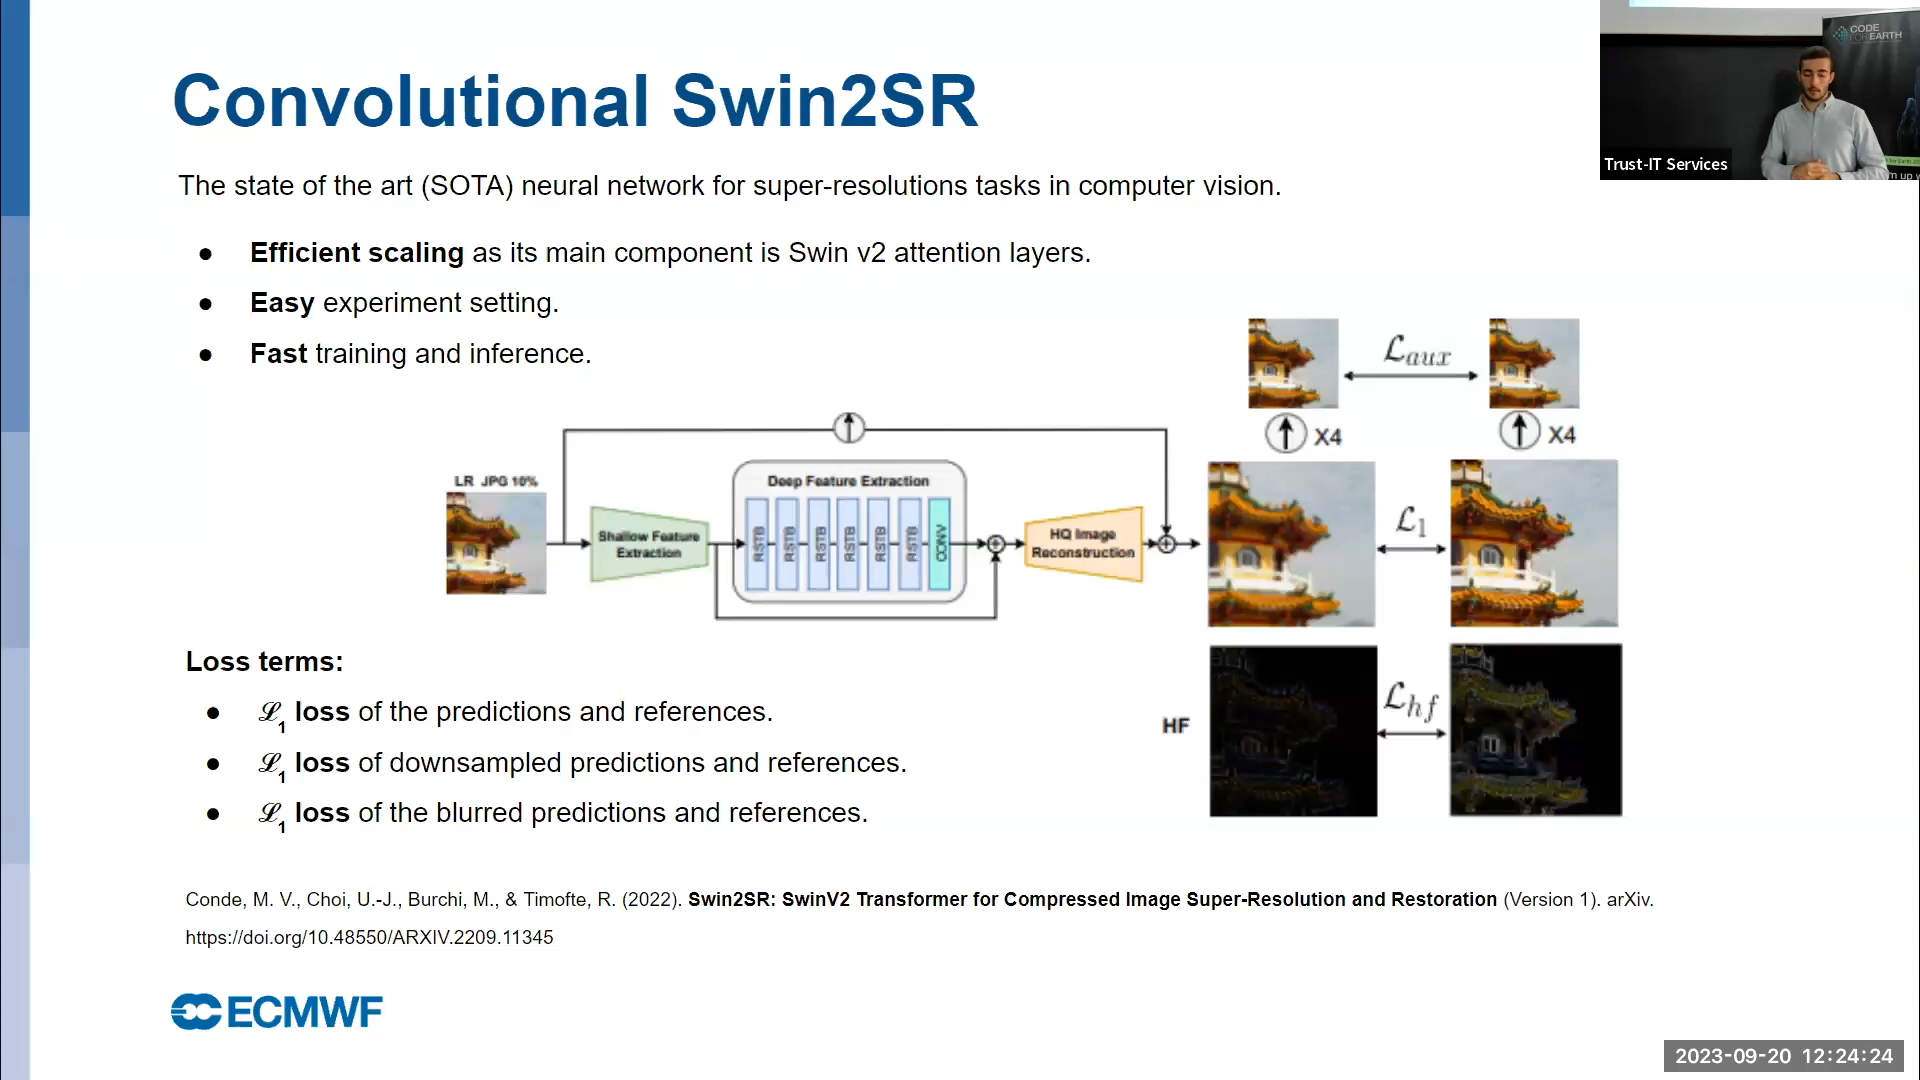 Convolutional Swin2SR
CODE
FOR EARTH
Trust-IT Services
The state of the art (SOTA) neural network for super-resolutions tasks in computer vision.
● Efficient scaling as its main component is Swin v2 attention layers.
● Easy experiment setting.
● Fast training and inference.
ℒaux
X4
X4
LR JPG 10%
Shallow Feature
Extraction
Deep Feature Extraction
RSTB RSTB RSTB RSTB RSTB RSTB CONV
HQ Image
Reconstruction
ℒ1
HF
ℒhf
Loss terms:
● ℒ1 loss of the predictions and references.
● ℒ1 loss of downsampled predictions and references.
● ℒ1 loss of the blurred predictions and references.
Conde, M. V., Choi, U.-J., Burchi, M., & Timofte, R. (2022). Swin2SR: SwinV2 Transformer for Compressed Image Super-Resolution and Restoration (Version 1). arXiv.
https://doi.org/10.48550/ARXIV.2209.11345
ECMWF
2023-09-20 12:24:24